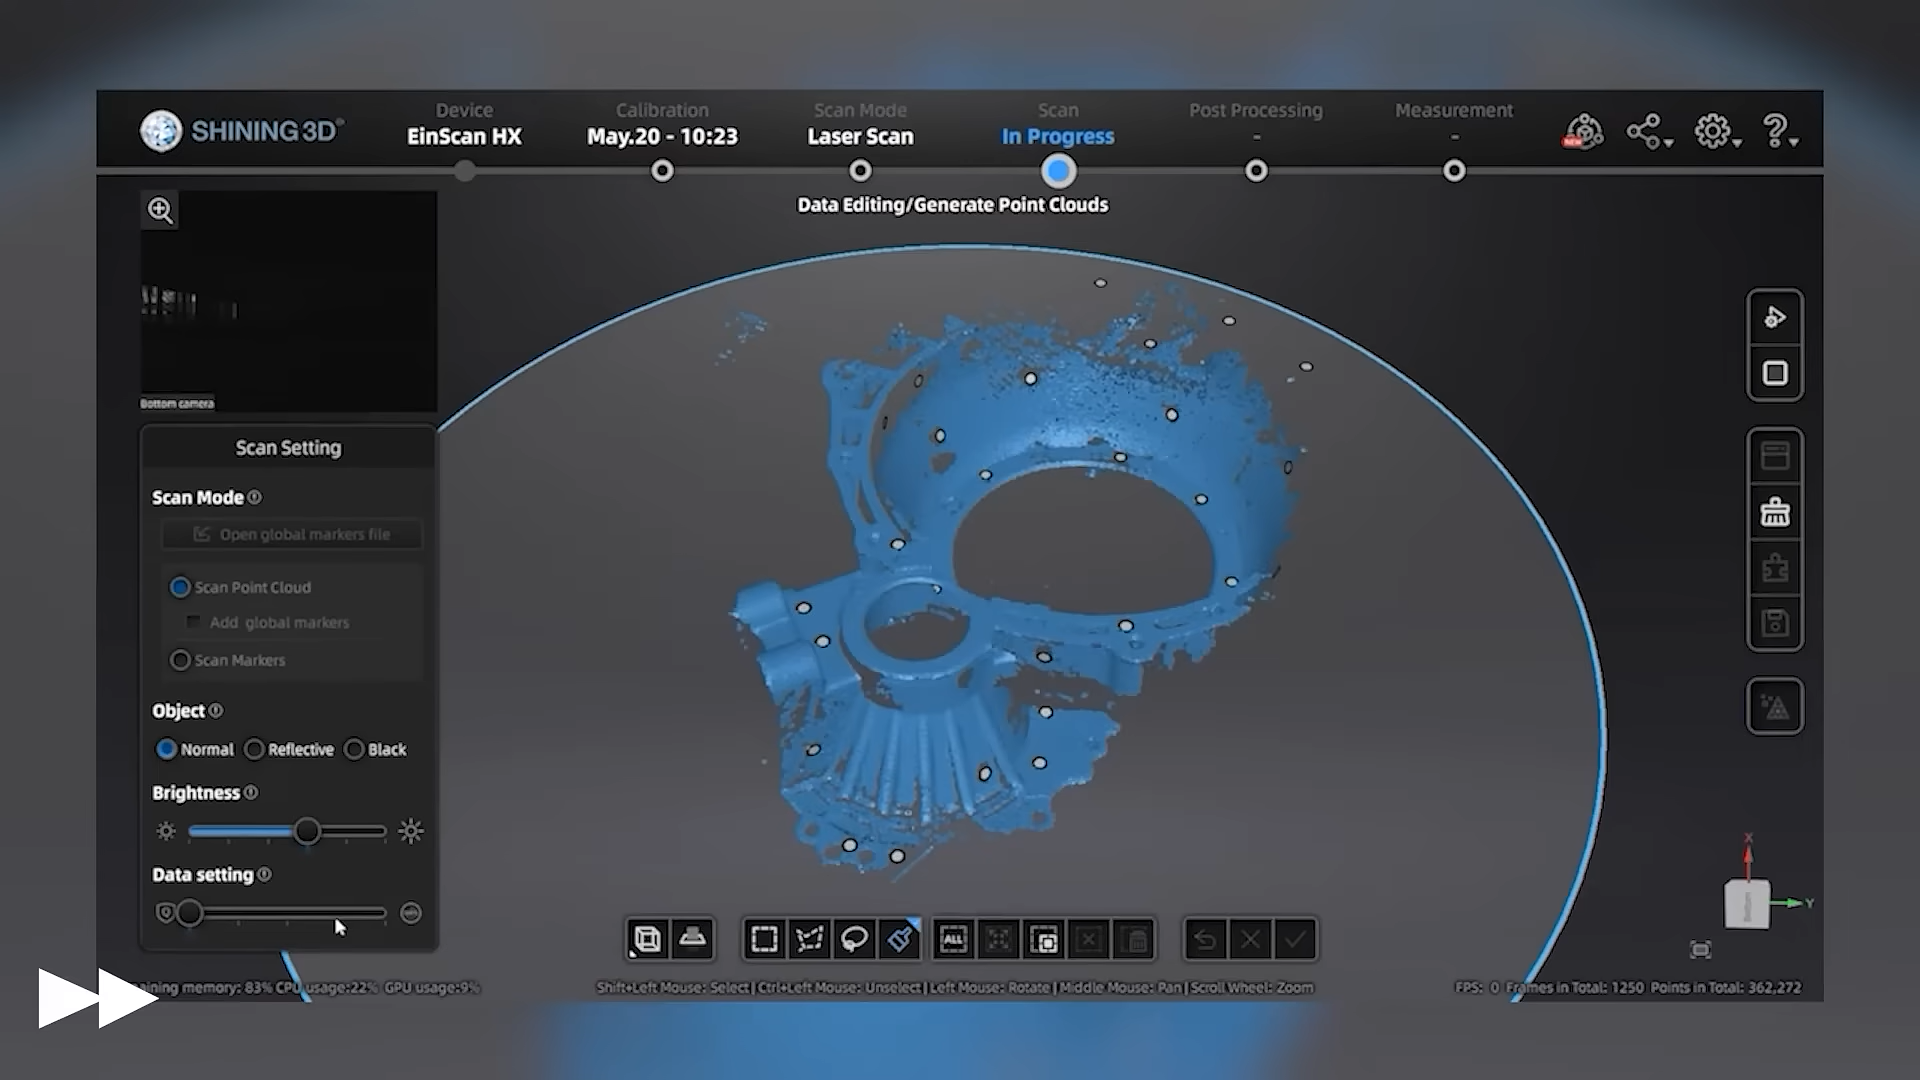 SHINING 3D®
Device
EinScan HX
Calibration
May.20 - 10:23
Scan Mode
Laser Scan
Scan
In Progress
Post Processing
-
Measurement
-
NEW
Data Editing/Generate Point Clouds
Bottom camera
Scan Setting
Scan Mode
Open global markers file
Scan Point Cloud
Add global markers
Scan Markers
Object
Normal Reflective Black
Brightness
Data setting
ALL
X
Y
aining memory: 83% CPU usage:22% GPU usage:9%
Shift+Left Mouse: Select | Ctrl+Left Mouse: Unselect | Left Mouse: Rotate | Middle Mouse: Pan | Scroll Wheel: Zoom
FPS: 0 Frames in Total: 1250 Points in Total: 362,272